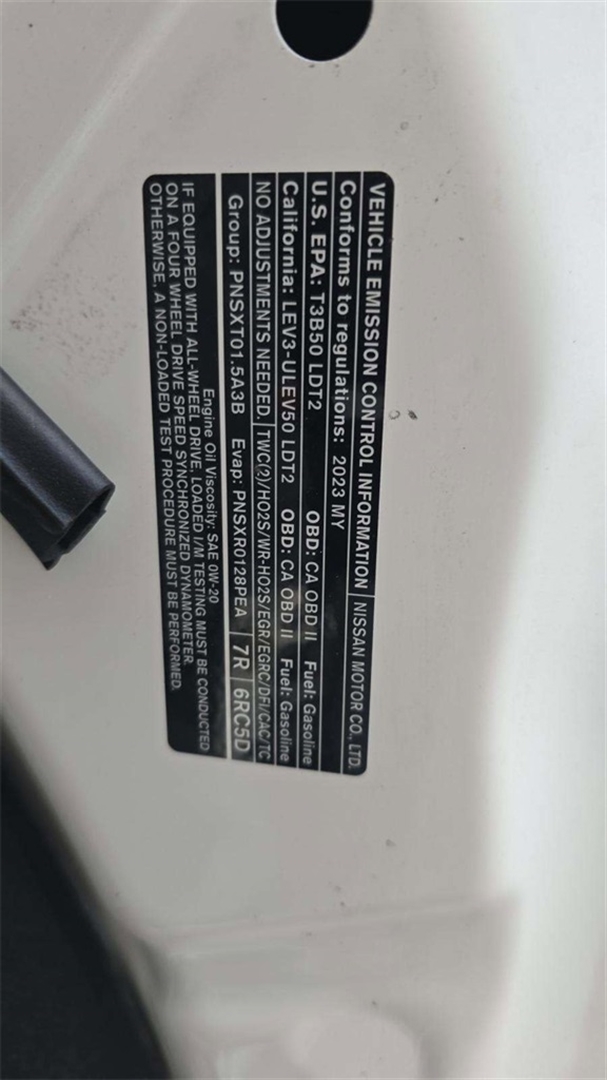 VEHICLE EMISSION CONTROL INFORMATION NISSAN MOTOR CO., LTD.
Conforms to regulations: 2023 MY
U.S. EPA: T3B50 LDT2 OBD: CA OBD II Fuel: Gasoline
California: LEV3-ULEV50 LDT2 OBD: CA OBD II Fuel: Gasoline
NO ADJUSTMENTS NEEDED. TWC(2)/HO2S/WR-HO2S/EGR/EGRC/DFI/CAC/TC
Group: PNSXT01.5A3B Evap: PNSXR0128PEA 7R 6RC5D
Engine Oil Viscosity: SAE 0W-20
IF EQUIPPED WITH ALL-WHEEL DRIVE, LOADED I/M TESTING MUST BE CONDUCTED
ON A FOUR WHEEL DRIVE SPEED SYNCHRONIZED DYNAMOMETER.
OTHERWISE, A NON-LOADED TEST PROCEDURE MUST BE PERFORMED.